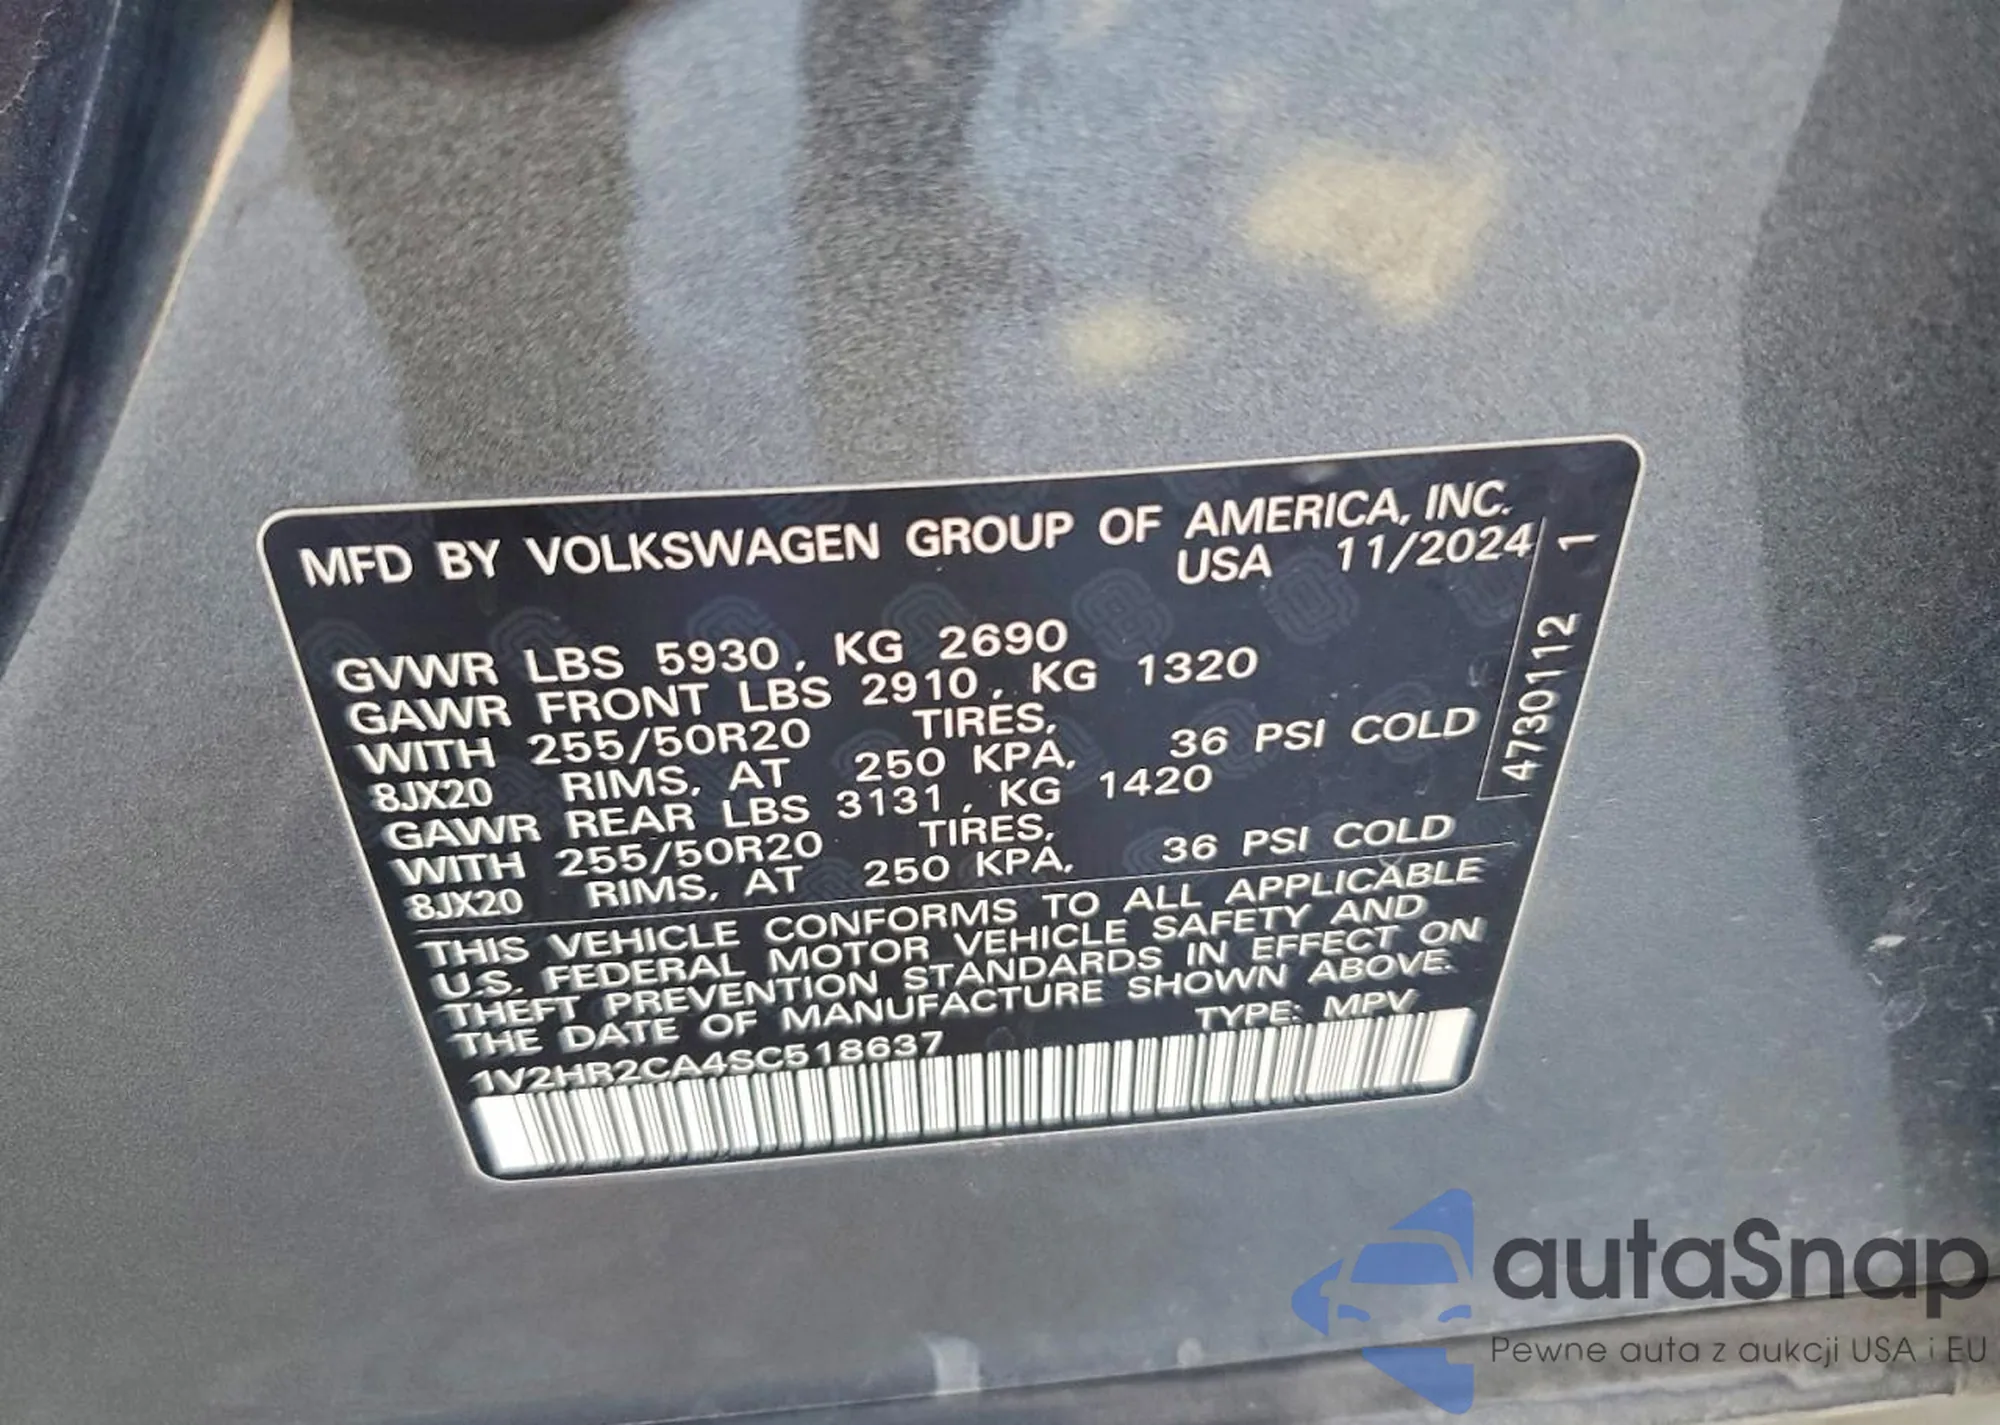 MFD BY VOLKSWAGEN GROUP OF AMERICA, INC.
USA 11/2024
GVWR LBS 5930, KG 2690
GAWR FRONT LBS 2910, KG 1320
WITH 255/50R20 TIRES,
8JX20 RIMS, AT 250 KPA, 36 PSI COLD
GAWR REAR LBS 3131, KG 1420
WITH 255/50R20 TIRES,
8JX20 RIMS, AT 250 KPA, 36 PSI COLD
THIS VEHICLE CONFORMS TO ALL APPLICABLE
U.S. FEDERAL MOTOR VEHICLE SAFETY AND
THEFT PREVENTION STANDARDS IN EFFECT ON
THE DATE OF MANUFACTURE SHOWN ABOVE.
1V2HR2CA4SC518637 TYPE: MPV
4730112 1
autaSnap
Pewne auta z aukcji USA i EU